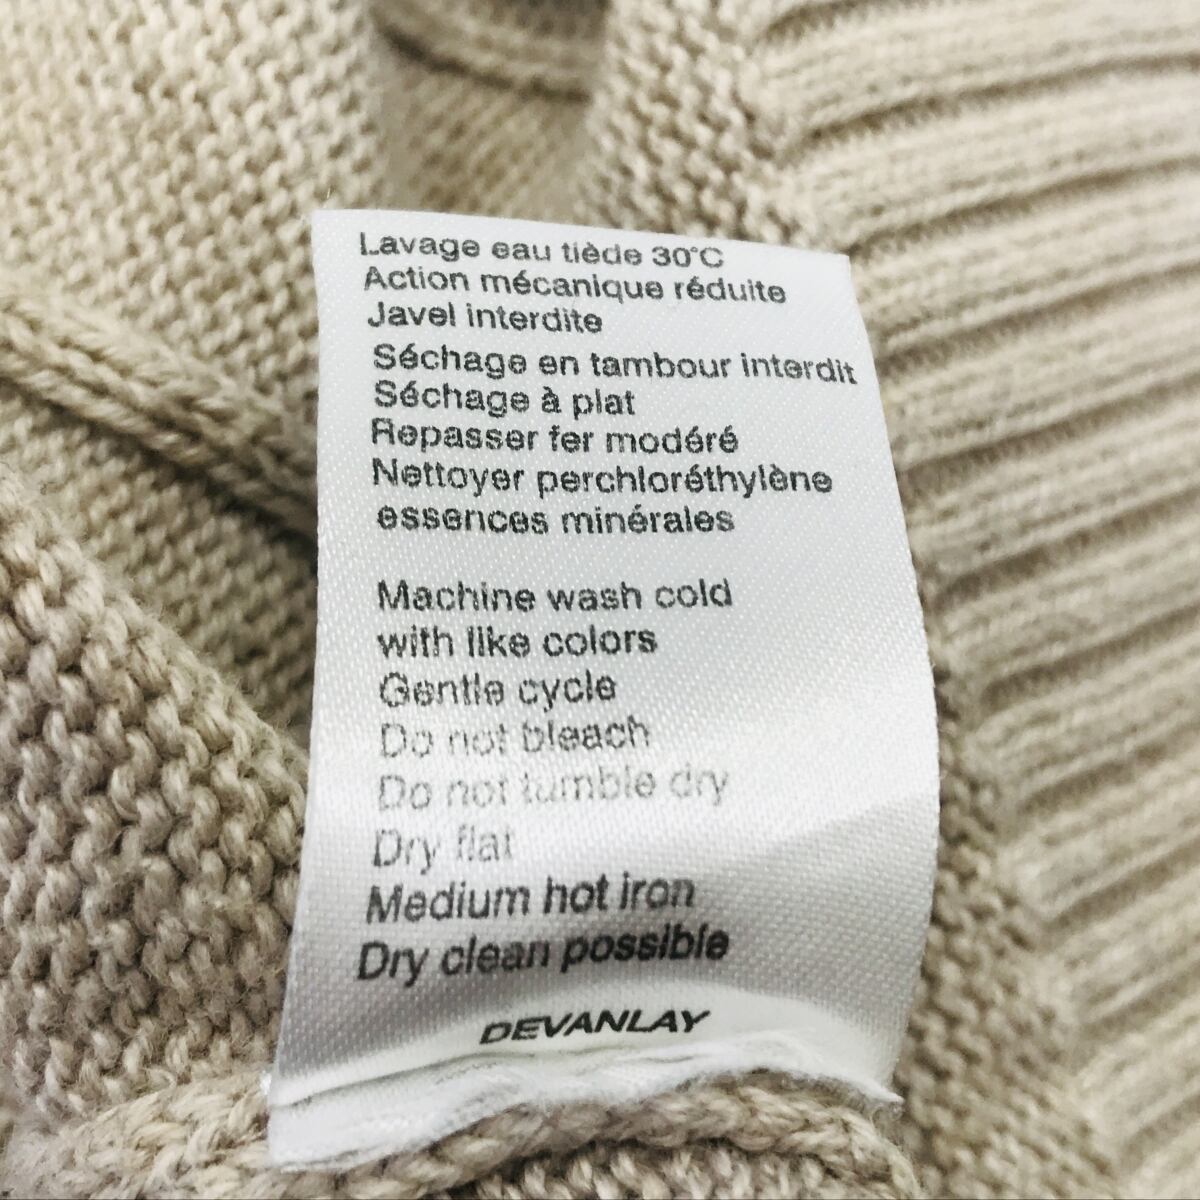 Lavage eau tiède 30°C
Action mécanique réduite
Javel interdite
Séchage en tambour interdit
Séchage à plat
Repasser fer modéré
Nettoyer perchloréthylène
essences minérales
Machine wash cold
with like colors
Gentle cycle
Do not bleach
Do not tumble dry
Dry flat
Medium hot iron
Dry clean possible
DEVANLAY